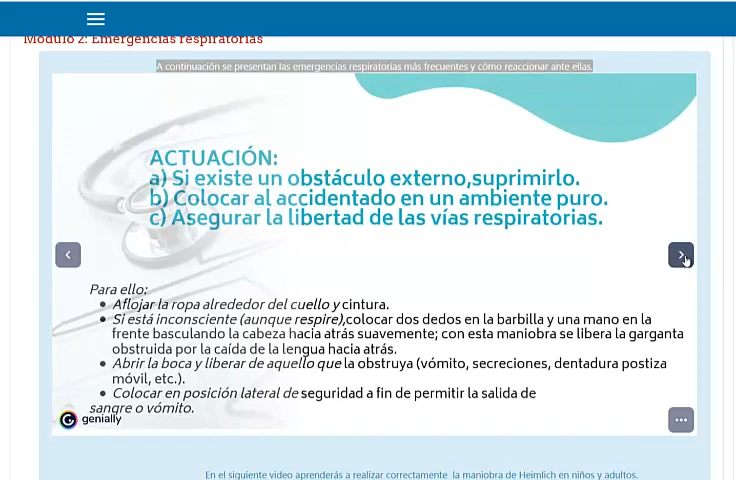 Módulo 2: Emergencias respiratorias
A continuación se presentan las emergencias respiratorias más frecuentes y cómo reaccionar ante ellas.
ACTUACIÓN:
a) Si existe un obstáculo externo,suprimirlo.
b) Colocar al accidentado en un ambiente puro.
c) Asegurar la libertad de las vías respiratorias.
Para ello:
Aflojar la ropa alrededor del cuello y cintura.
Si está inconsciente (aunque respire),colocar dos dedos en la barbilla y una mano en la
frente basculando la cabeza hacia atrás suavemente; con esta maniobra se libera la garganta
obstruida por la caída de la lengua hacia atrás.
Abrir la boca y liberar de aquello que la obstruya (vómito, secreciones, dentadura postiza
móvil, etc.).
Colocar en posición lateral de seguridad a fin de permitir la salida de
sangre o vómito.
genially
En el siguiente video aprenderás a realizar correctamente la maniobra de Heimlich en niños y adultos.